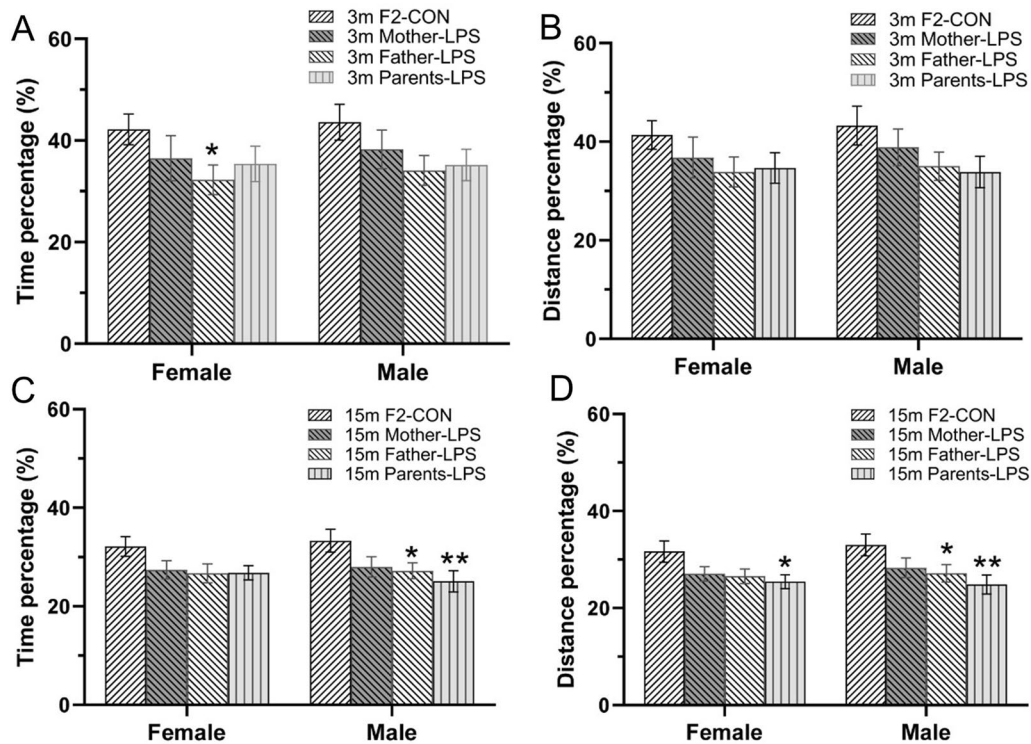 A
3m F2-CON
3m Mother-LPS
3m Father-LPS
3m Parents-LPS
Time percentage (%)
60
40
20
0
*
Female
Male
B
3m F2-CON
3m Mother-LPS
3m Father-LPS
3m Parents-LPS
Distance percentage (%)
60
40
20
0
Female
Male
C
15m F2-CON
15m Mother-LPS
15m Father-LPS
15m Parents-LPS
Time percentage (%)
60
40
20
0
*
**
Female
Male
D
15m F2-CON
15m Mother-LPS
15m Father-LPS
15m Parents-LPS
Distance percentage (%)
60
40
20
0
*
*
**
Female
Male